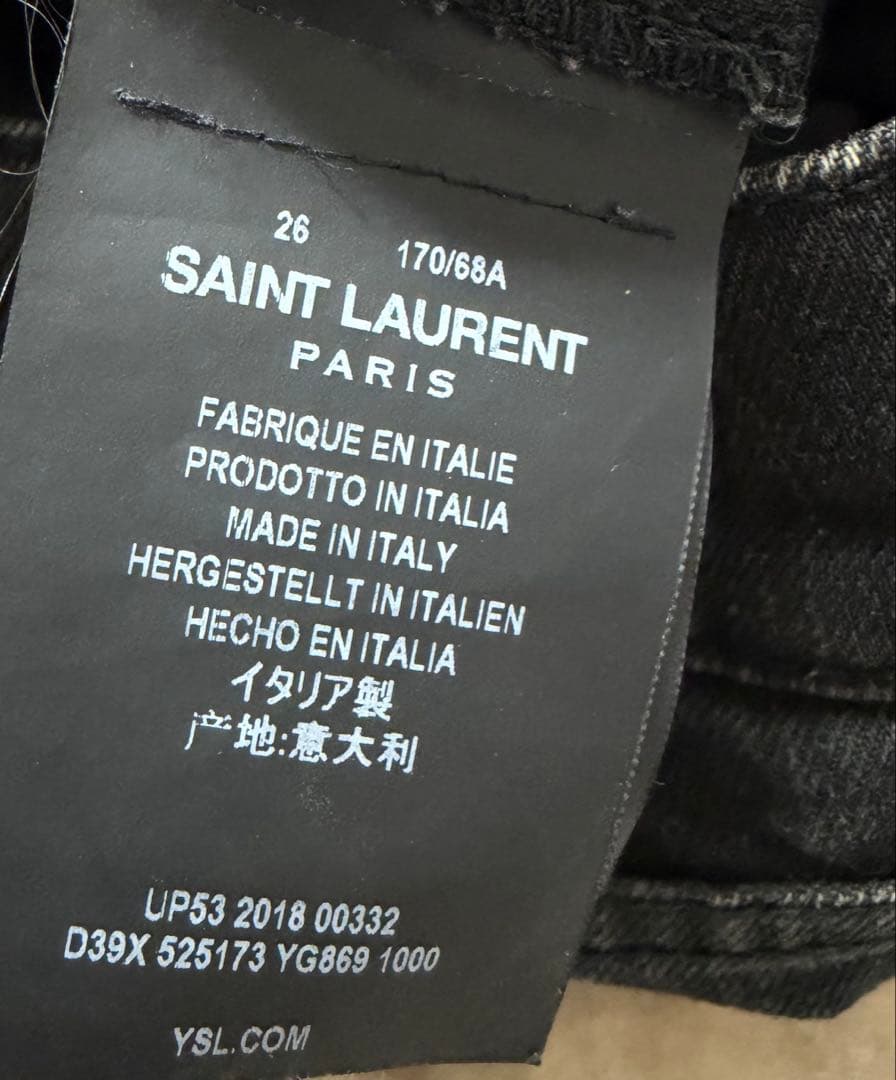 26 170/68A
SAINT LAURENT
PARIS
FABRIQUE EN ITALIE
PRODOTTO IN ITALIA
MADE IN ITALY
HERGESTELLT IN ITALIEN
HECHO EN ITALIA
イタリア製
产地:意大利
UP53 2018 00332
D39X 525173 YG869 1000
YSL.COM